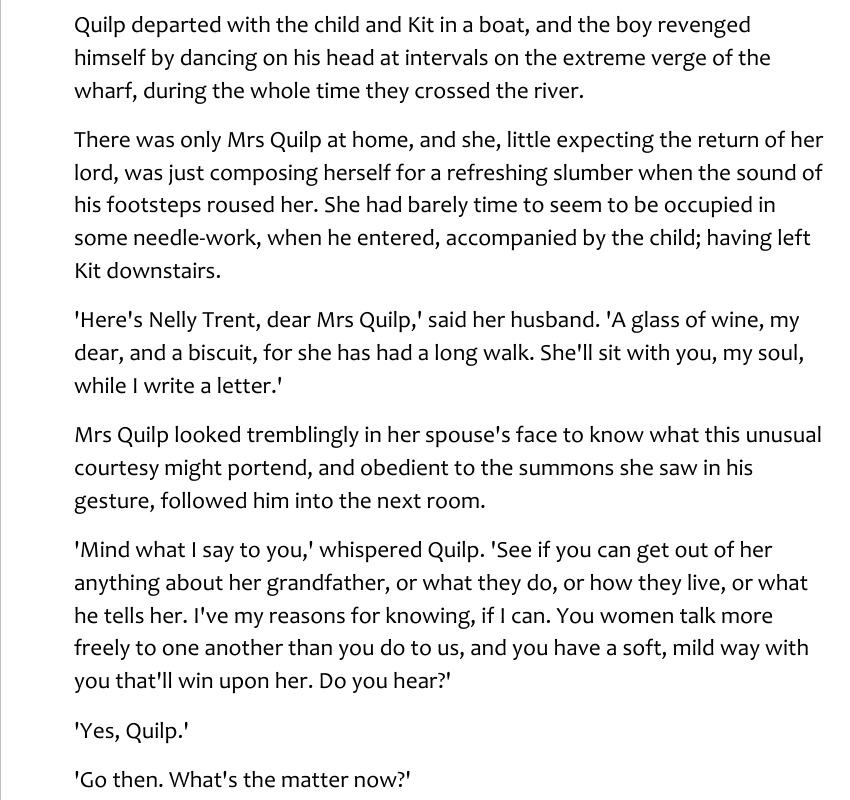 Quilp departed with the child and Kit in a boat, and the boy revenged
himself by dancing on his head at intervals on the extreme verge of the
wharf, during the whole time they crossed the river.
There was only Mrs Quilp at home, and she, little expecting the return of her
lord, was just composing herself for a refreshing slumber when the sound of
his footsteps roused her. She had barely time to seem to be occupied in
some needle-work, when he entered, accompanied by the child; having left
Kit downstairs.
'Here's Nelly Trent, dear Mrs Quilp,' said her husband. 'A glass of wine, my
dear, and a biscuit, for she has had a long walk. She'll sit with you, my soul,
while I write a letter.'
Mrs Quilp looked tremblingly in her spouse's face to know what this unusual
courtesy might portend, and obedient to the summons she saw in his
gesture, followed him into the next room.
'Mind what I say to you,' whispered Quilp. 'See if you can get out of her
anything about her grandfather, or what they do, or how they live, or what
he tells her. I've my reasons for knowing, if I can. You women talk more
freely to one another than you do to us, and you have a soft, mild way with
you that'll win upon her. Do you hear?'
'Yes, Quilp.'
'Go then. What's the matter now?'